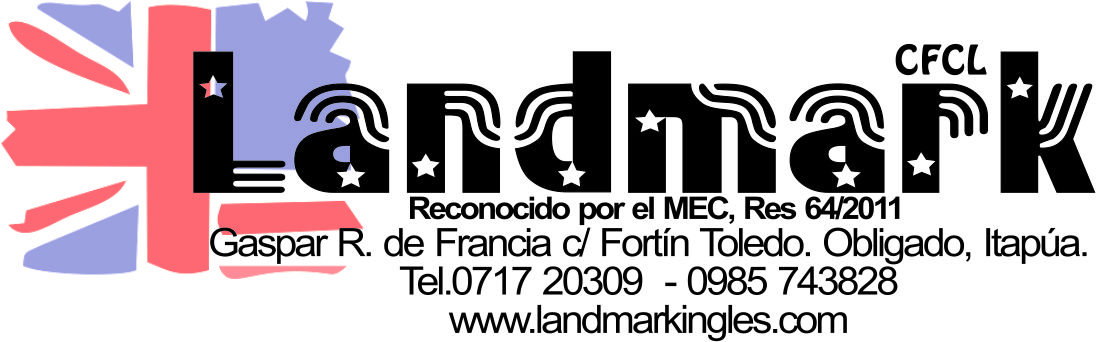 CFCL
Landmark
Reconocido por el MEC, Res 64/2011
Gaspar R. de Francia c/ Fortín Toledo. Obligado, Itapúa.
Tel.0717 20309 - 0985 743828
www.landmarkingles.com